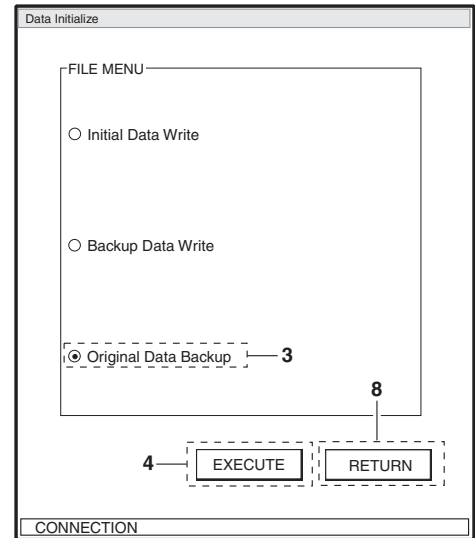 Data Initialize
FILE MENU
Initial Data Write
Backup Data Write
Original Data Backup
3
8
4
EXECUTE
RETURN
CONNECTION